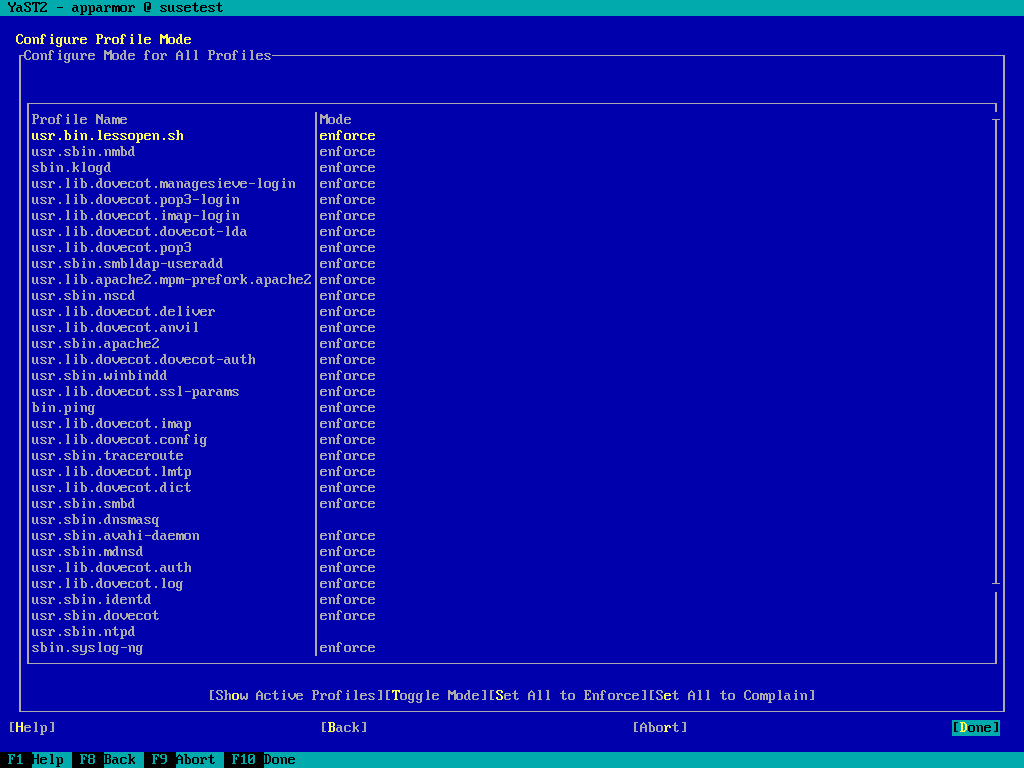 YaST2 - apparmor @ susetest
Configure Profile Mode
Configure Mode for All Profiles
Profile Name Mode
usr.bin.lessopen.sh enforce
usr.sbin.nmbd enforce
sbin.klogd enforce
usr.lib.dovecot.managesieve-login enforce
usr.lib.dovecot.pop3-login enforce
usr.lib.dovecot.imap-login enforce
usr.lib.dovecot.dovecot-lda enforce
usr.lib.dovecot.pop3 enforce
usr.sbin.smbldap-useradd enforce
usr.lib.apache2.mpm-prefork.apache2 enforce
usr.sbin.nscd enforce
usr.lib.dovecot.deliver enforce
usr.lib.dovecot.anvil enforce
usr.sbin.apache2 enforce
usr.lib.dovecot.dovecot-auth enforce
usr.sbin.winbindd enforce
usr.lib.dovecot.ssl-params enforce
bin.ping enforce
usr.lib.dovecot.imap enforce
usr.lib.dovecot.config enforce
usr.sbin.traceroute enforce
usr.lib.dovecot.lmtp enforce
usr.lib.dovecot.dict enforce
usr.sbin.smbd enforce
usr.sbin.dnsmasq
usr.sbin.avahi-daemon enforce
usr.sbin.mdnsd enforce
usr.lib.dovecot.auth enforce
usr.lib.dovecot.log enforce
usr.sbin.identd enforce
usr.sbin.dovecot enforce
usr.sbin.ntpd
sbin.syslog-ng enforce
[Show Active Profiles][Toggle Mode][Set All to Enforce][Set All to Complain]
[Help] [Back] [Abort] [Done]
F1 Help F8 Back F9 Abort F10 Done